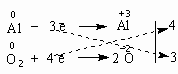 0 +3
Al − 3e → Al 4
0 −2
O₂ + 4e → 2 O 3